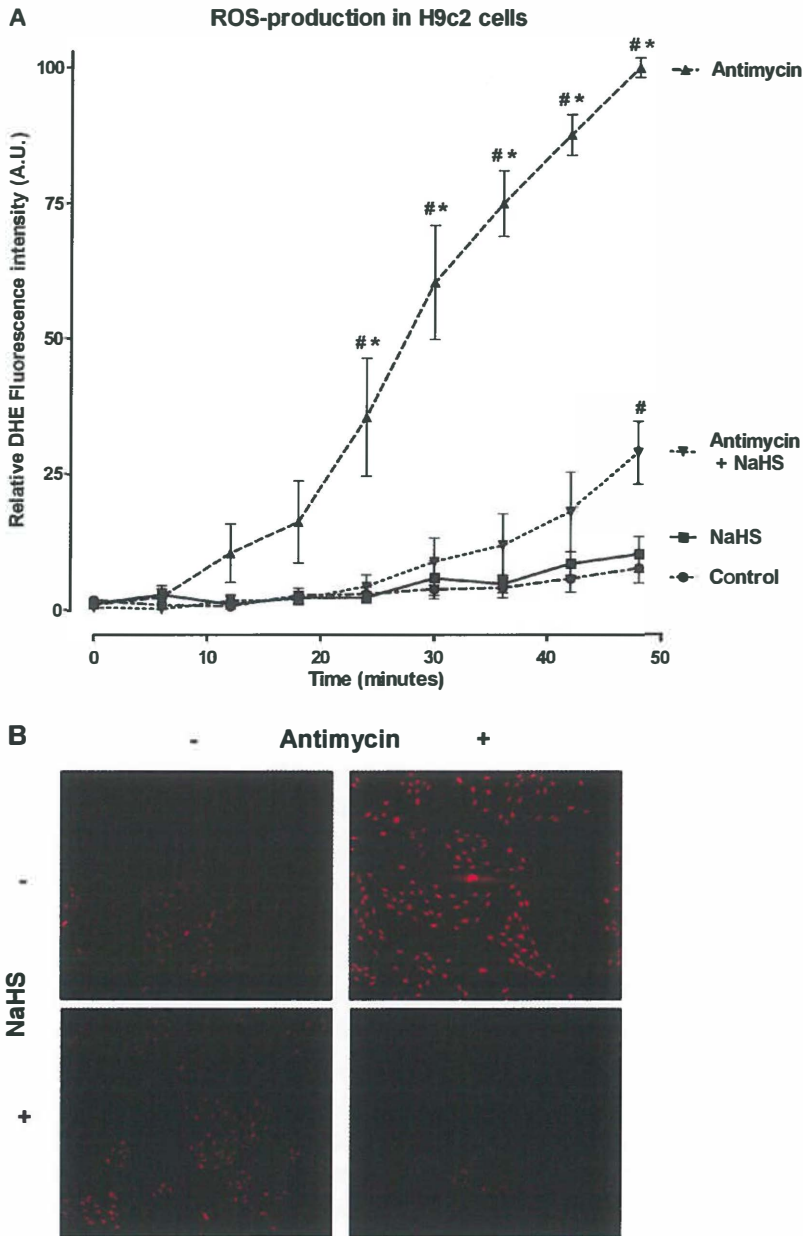 A
ROS-production in H9c2 cells
Relative DHE Fluorescence intensity (A.U.)
100
75
50
25
0
#*
#*
#*
#*
#*
#
Antimycin
Antimycin
+ NaHS
NaHS
Control
0 10 20 30 40 50
Time (minutes)
B
- Antimycin +
NaHS
-
+